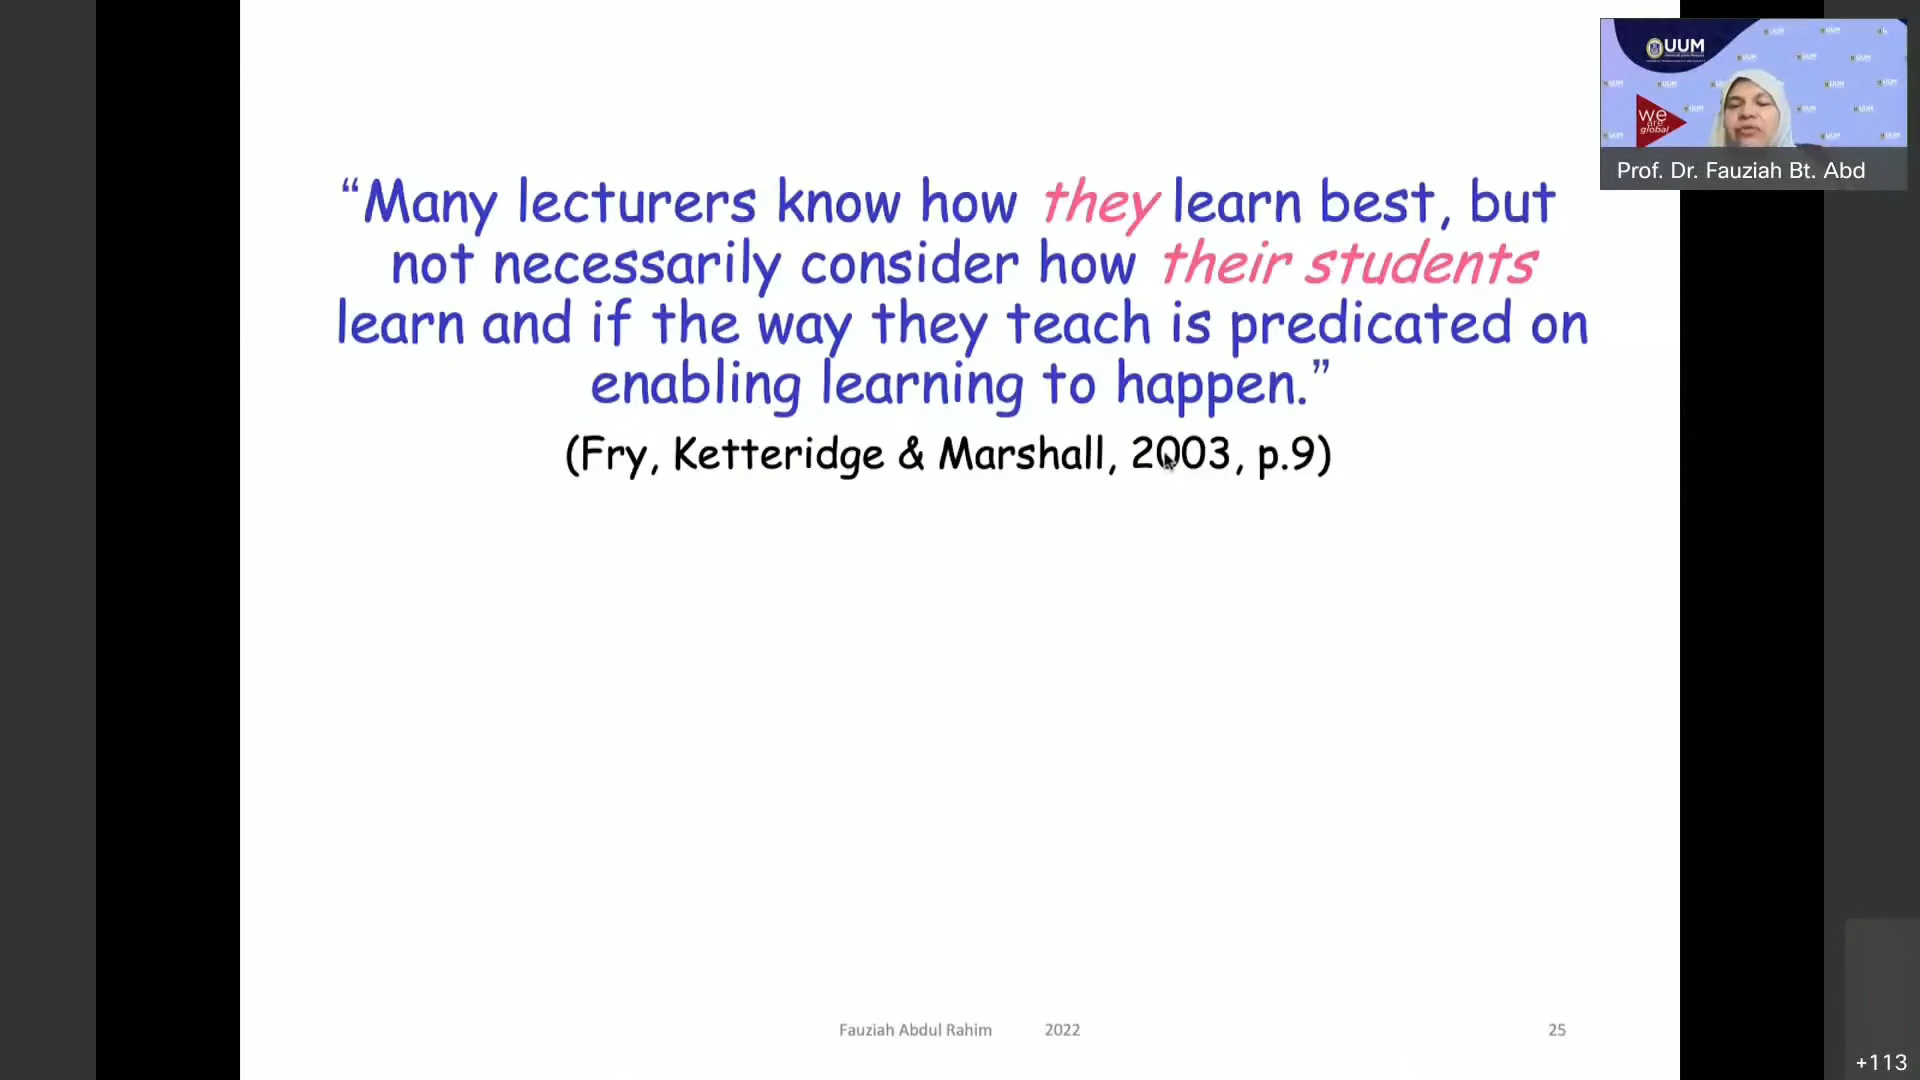 UUM
we
are
global
Prof. Dr. Fauziah Bt. Abd
“Many lecturers know how they learn best, but
not necessarily consider how their students
learn and if the way they teach is predicated on
enabling learning to happen.”
(Fry, Ketteridge & Marshall, 2003, p.9)
Fauziah Abdul Rahim 2022 25
+113